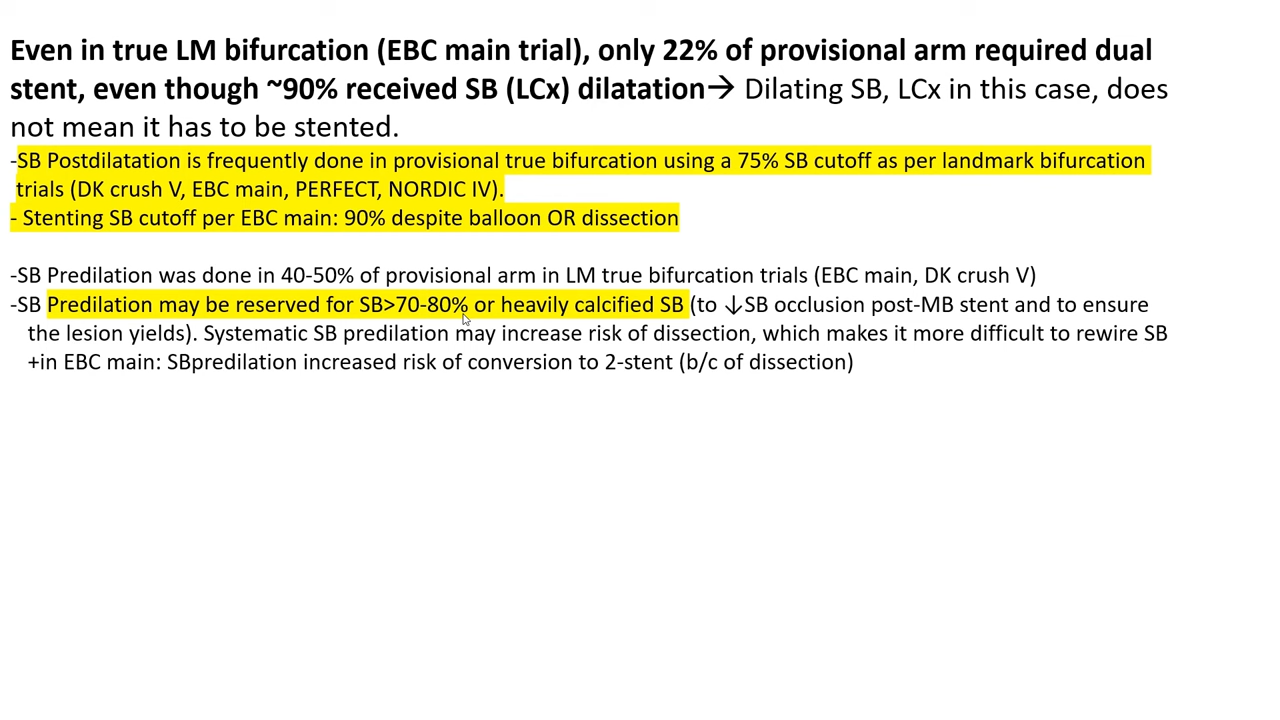 Even in true LM bifurcation (EBC main trial), only 22% of provisional arm required dual
stent, even though ~90% received SB (LCx) dilatation→ Dilating SB, LCx in this case, does
not mean it has to be stented.
-SB Postdilatation is frequently done in provisional true bifurcation using a 75% SB cutoff as per landmark bifurcation
trials (DK crush V, EBC main, PERFECT, NORDIC IV).
- Stenting SB cutoff per EBC main: 90% despite balloon OR dissection
-SB Predilation was done in 40-50% of provisional arm in LM true bifurcation trials (EBC main, DK crush V)
-SB Predilation may be reserved for SB>70-80% or heavily calcified SB (to ↓SB occlusion post-MB stent and to ensure
the lesion yields). Systematic SB predilation may increase risk of dissection, which makes it more difficult to rewire SB
+in EBC main: SBpredilation increased risk of conversion to 2-stent (b/c of dissection)